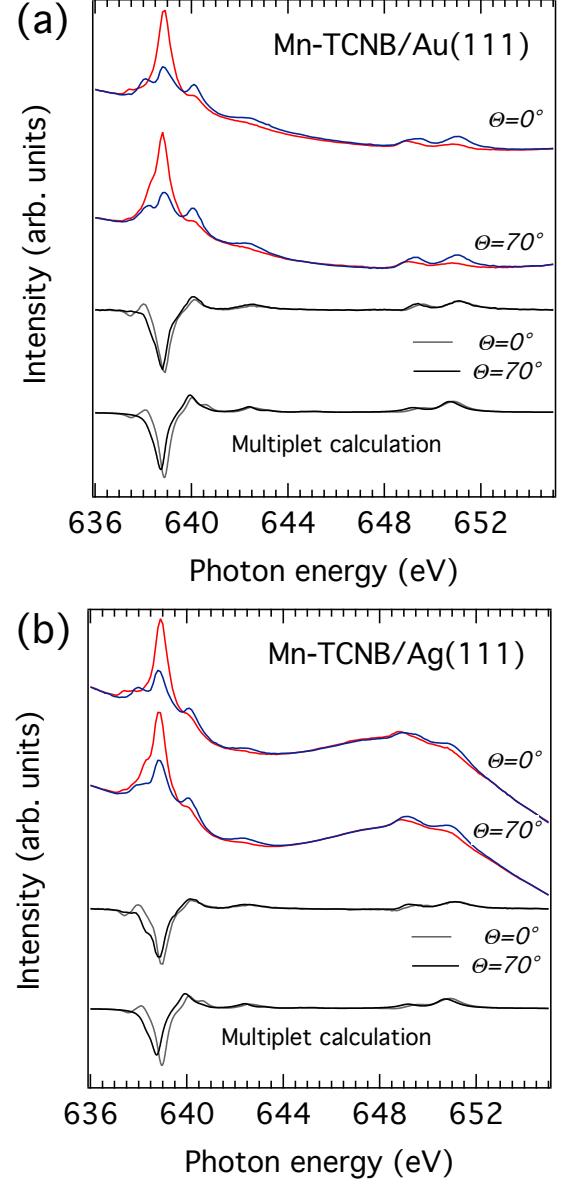 (a)
Mn-TCNB/Au(111)
Θ=0°
Θ=70°
Θ=0°
Θ=70°
Multiplet calculation
Intensity (arb. units)
636 640 644 648 652
Photon energy (eV)
(b)
Mn-TCNB/Ag(111)
Θ=0°
Θ=70°
Θ=0°
Θ=70°
Multiplet calculation
Intensity (arb. units)
636 640 644 648 652
Photon energy (eV)